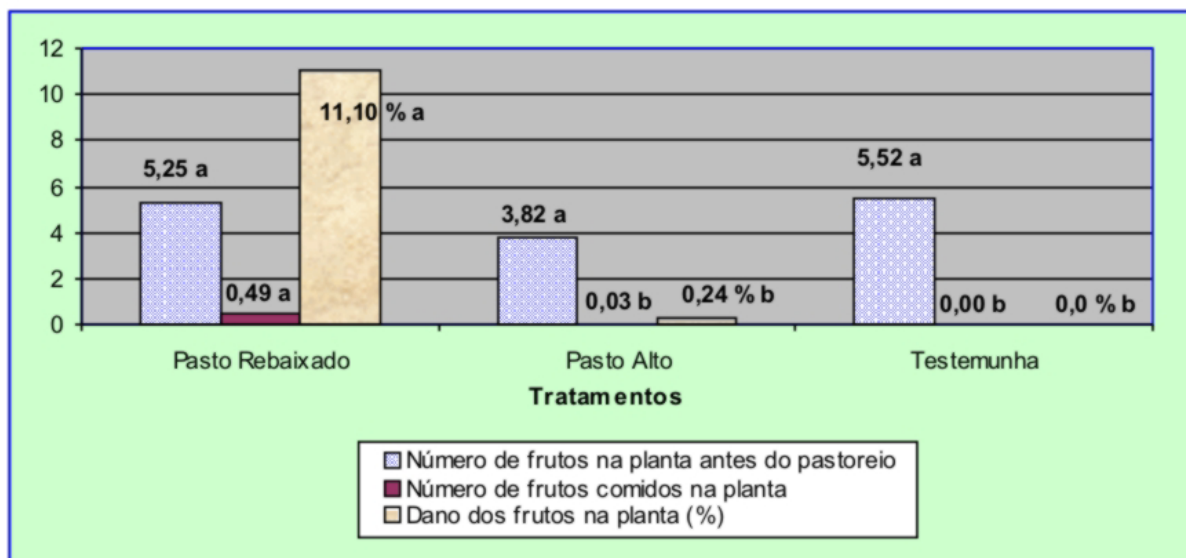 12
10
8
6
4
2
0
5,25 a
0,49 a
11,10 % a
3,82 a
0,03 b
0,24 % b
5,52 a
0,00 b
0,0 % b
Pasto Rebaixado
Pasto Alto
Testemunha
Tratamentos
Número de frutos na planta antes do pastoreio
Número de frutos comidos na planta
Dano dos frutos na planta (%)